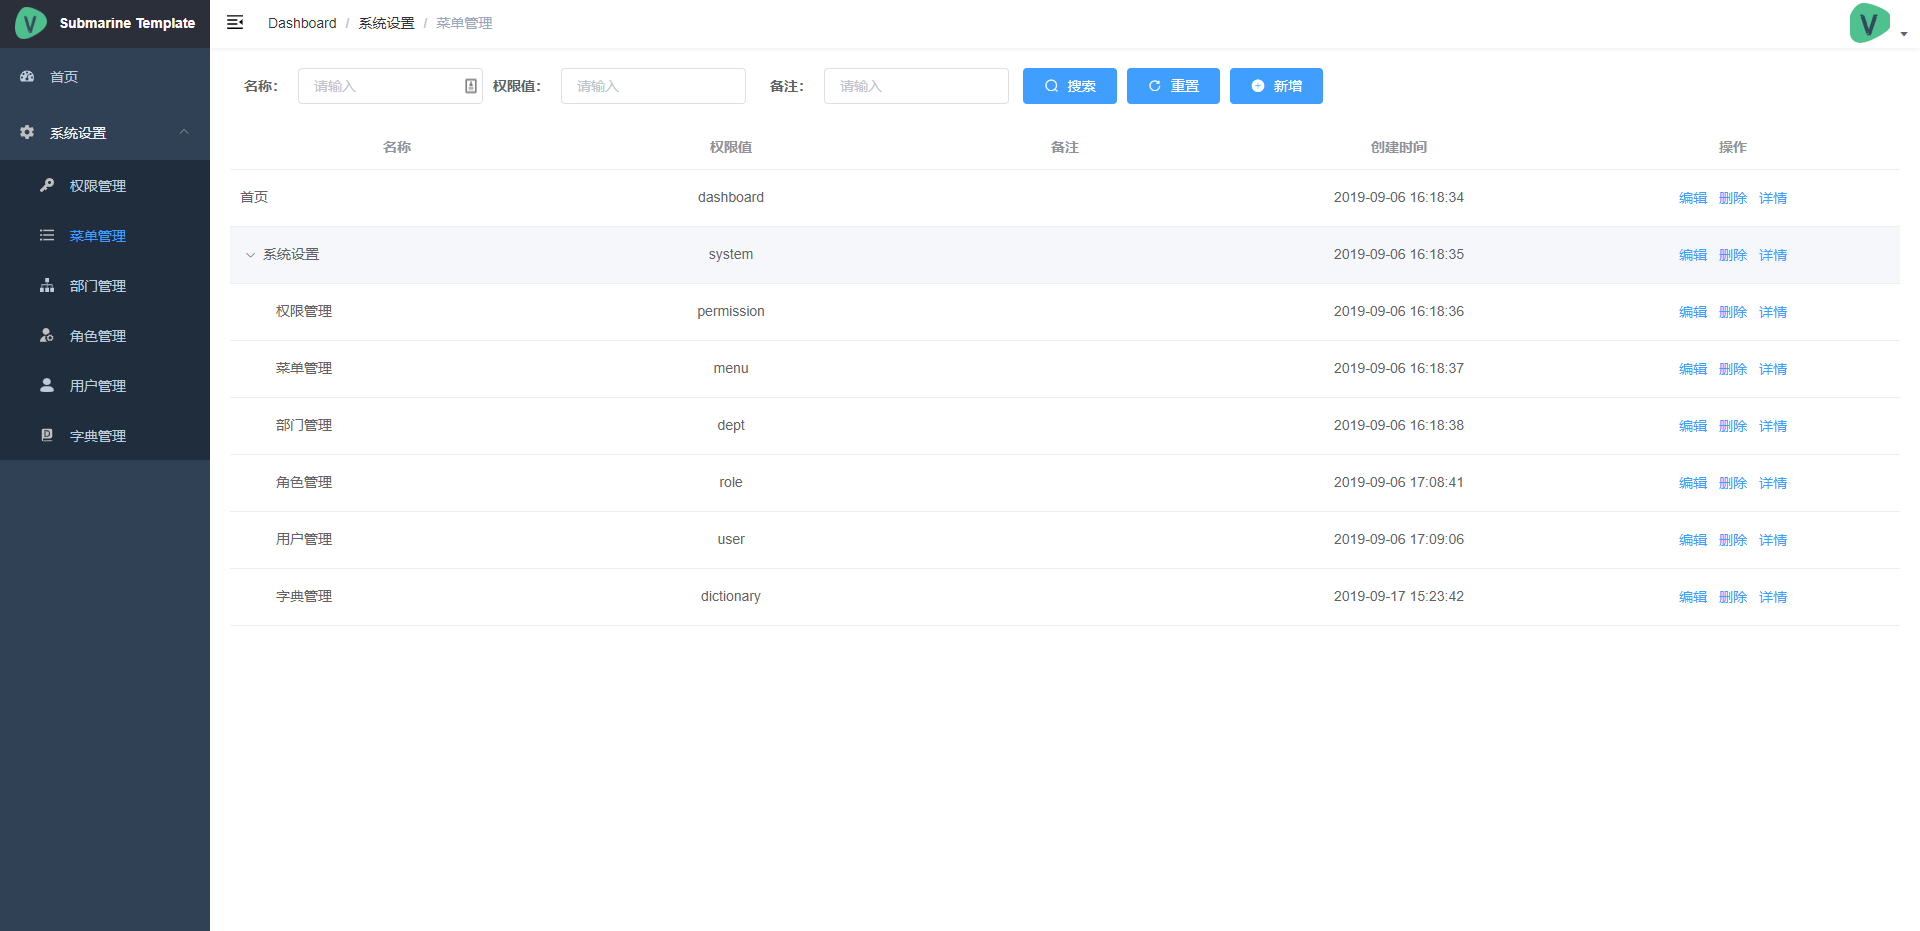 Submarine Template
Dashboard / 系统设置 / 菜单管理
首页
系统设置
权限管理
菜单管理
部门管理
角色管理
用户管理
字典管理
名称： 请输入 权限值： 请输入 备注： 请输入 搜索 重置 新增
名称 权限值 备注 创建时间 操作
首页 dashboard 2019-09-06 16:18:34 编辑 删除 详情
系统设置 system 2019-09-06 16:18:35 编辑 删除 详情
权限管理 permission 2019-09-06 16:18:36 编辑 删除 详情
菜单管理 menu 2019-09-06 16:18:37 编辑 删除 详情
部门管理 dept 2019-09-06 16:18:38 编辑 删除 详情
角色管理 role 2019-09-06 17:08:41 编辑 删除 详情
用户管理 user 2019-09-06 17:09:06 编辑 删除 详情
字典管理 dictionary 2019-09-17 15:23:42 编辑 删除 详情